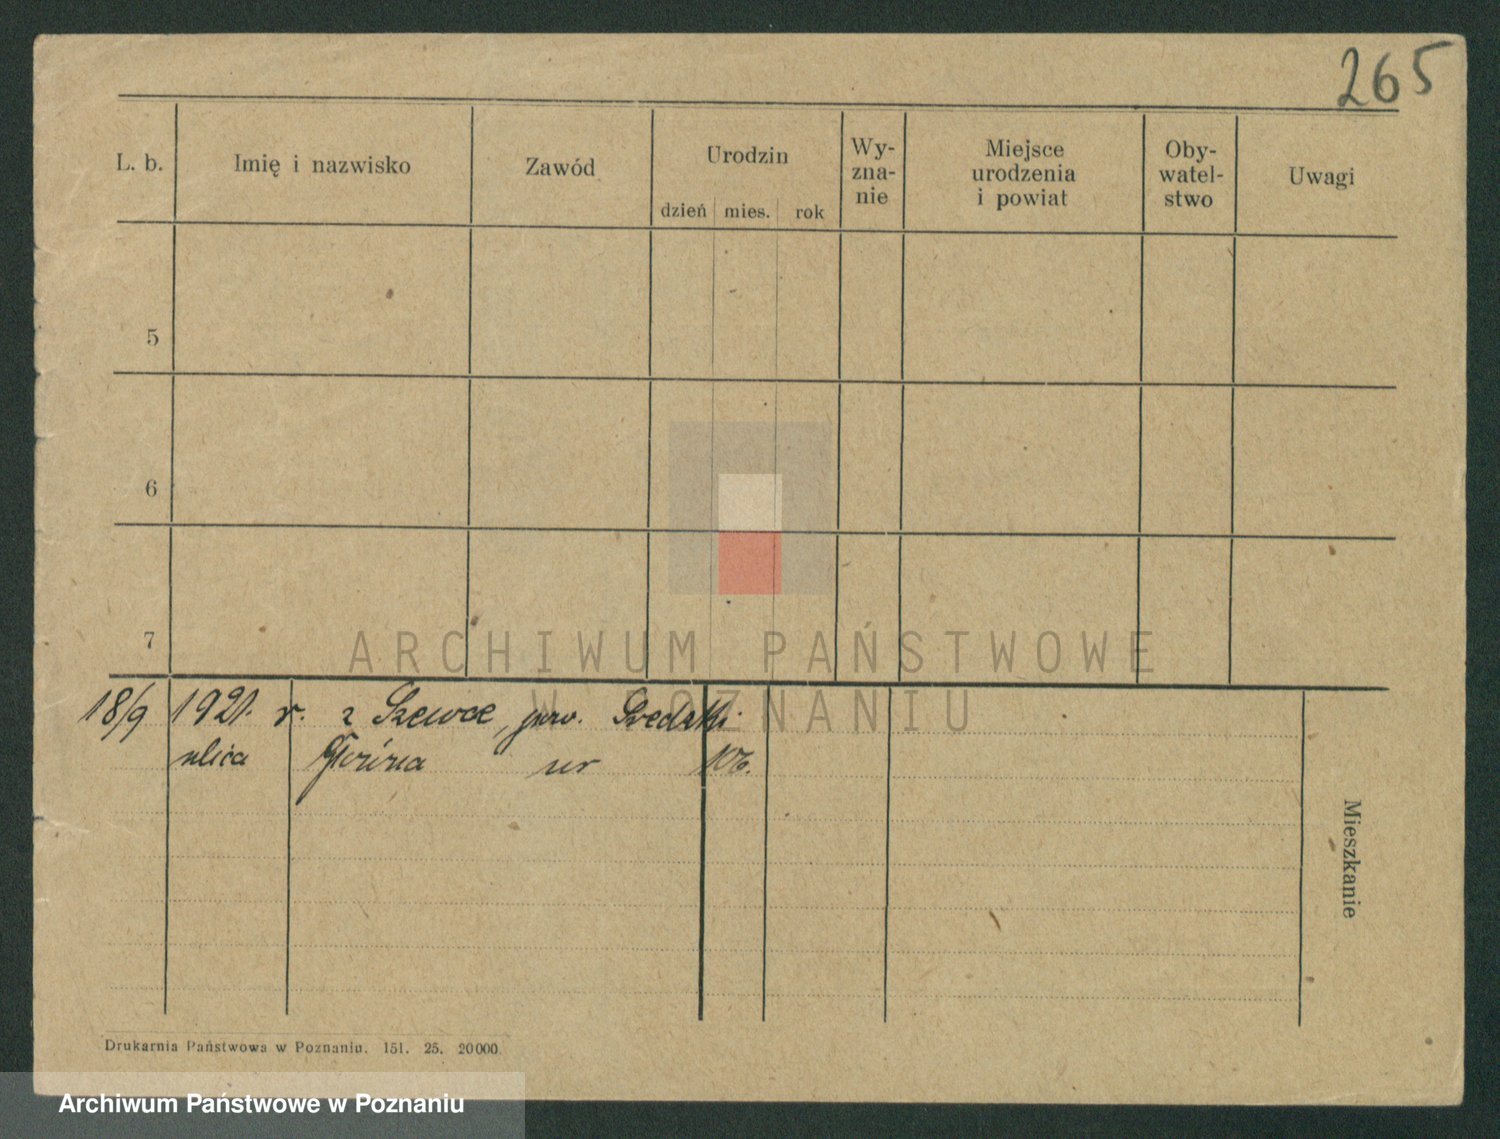 265
L. b. Imię i nazwisko Zawód Urodzin dzień mies. rok Wy-
zna-
nie Miejsce
urodzenia
i powiat Oby-
watel-
stwo Uwagi
5
6
7
ARCHIWUM PAŃSTWOWE
W POZNANIU
18/9 1921. r. z Szewce, pow. Średzki.
ulica Górna nr
Mieszkanie
Drukarnia Państwowa w Poznaniu. 151. 25. 20000.
Archiwum Państwowe w Poznaniu